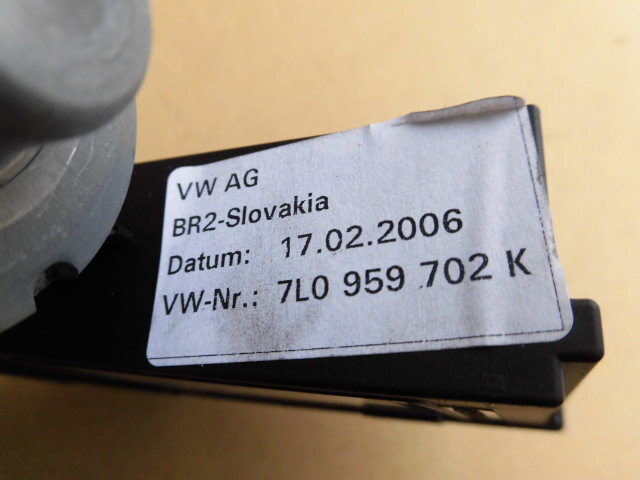 VW AG
BR2-Slovakia
Datum: 17.02.2006
VW-Nr.: 7L0 959 702 K